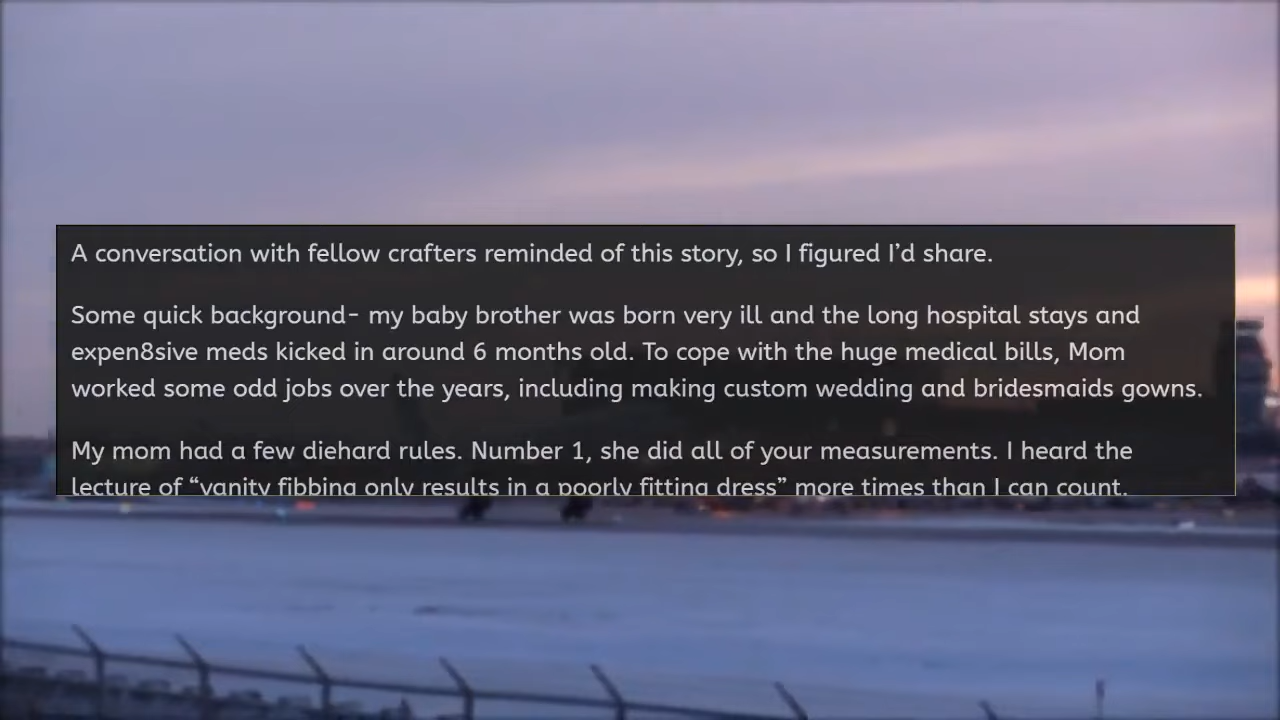 A conversation with fellow crafters reminded of this story, so I figured I’d share.
Some quick background- my baby brother was born very ill and the long hospital stays and
expen8sive meds kicked in around 6 months old. To cope with the huge medical bills, Mom
worked some odd jobs over the years, including making custom wedding and bridesmaids gowns.
My mom had a few diehard rules. Number 1, she did all of your measurements. I heard the
lecture of “vanity fibbing only results in a poorly fitting dress” more times than I can count.